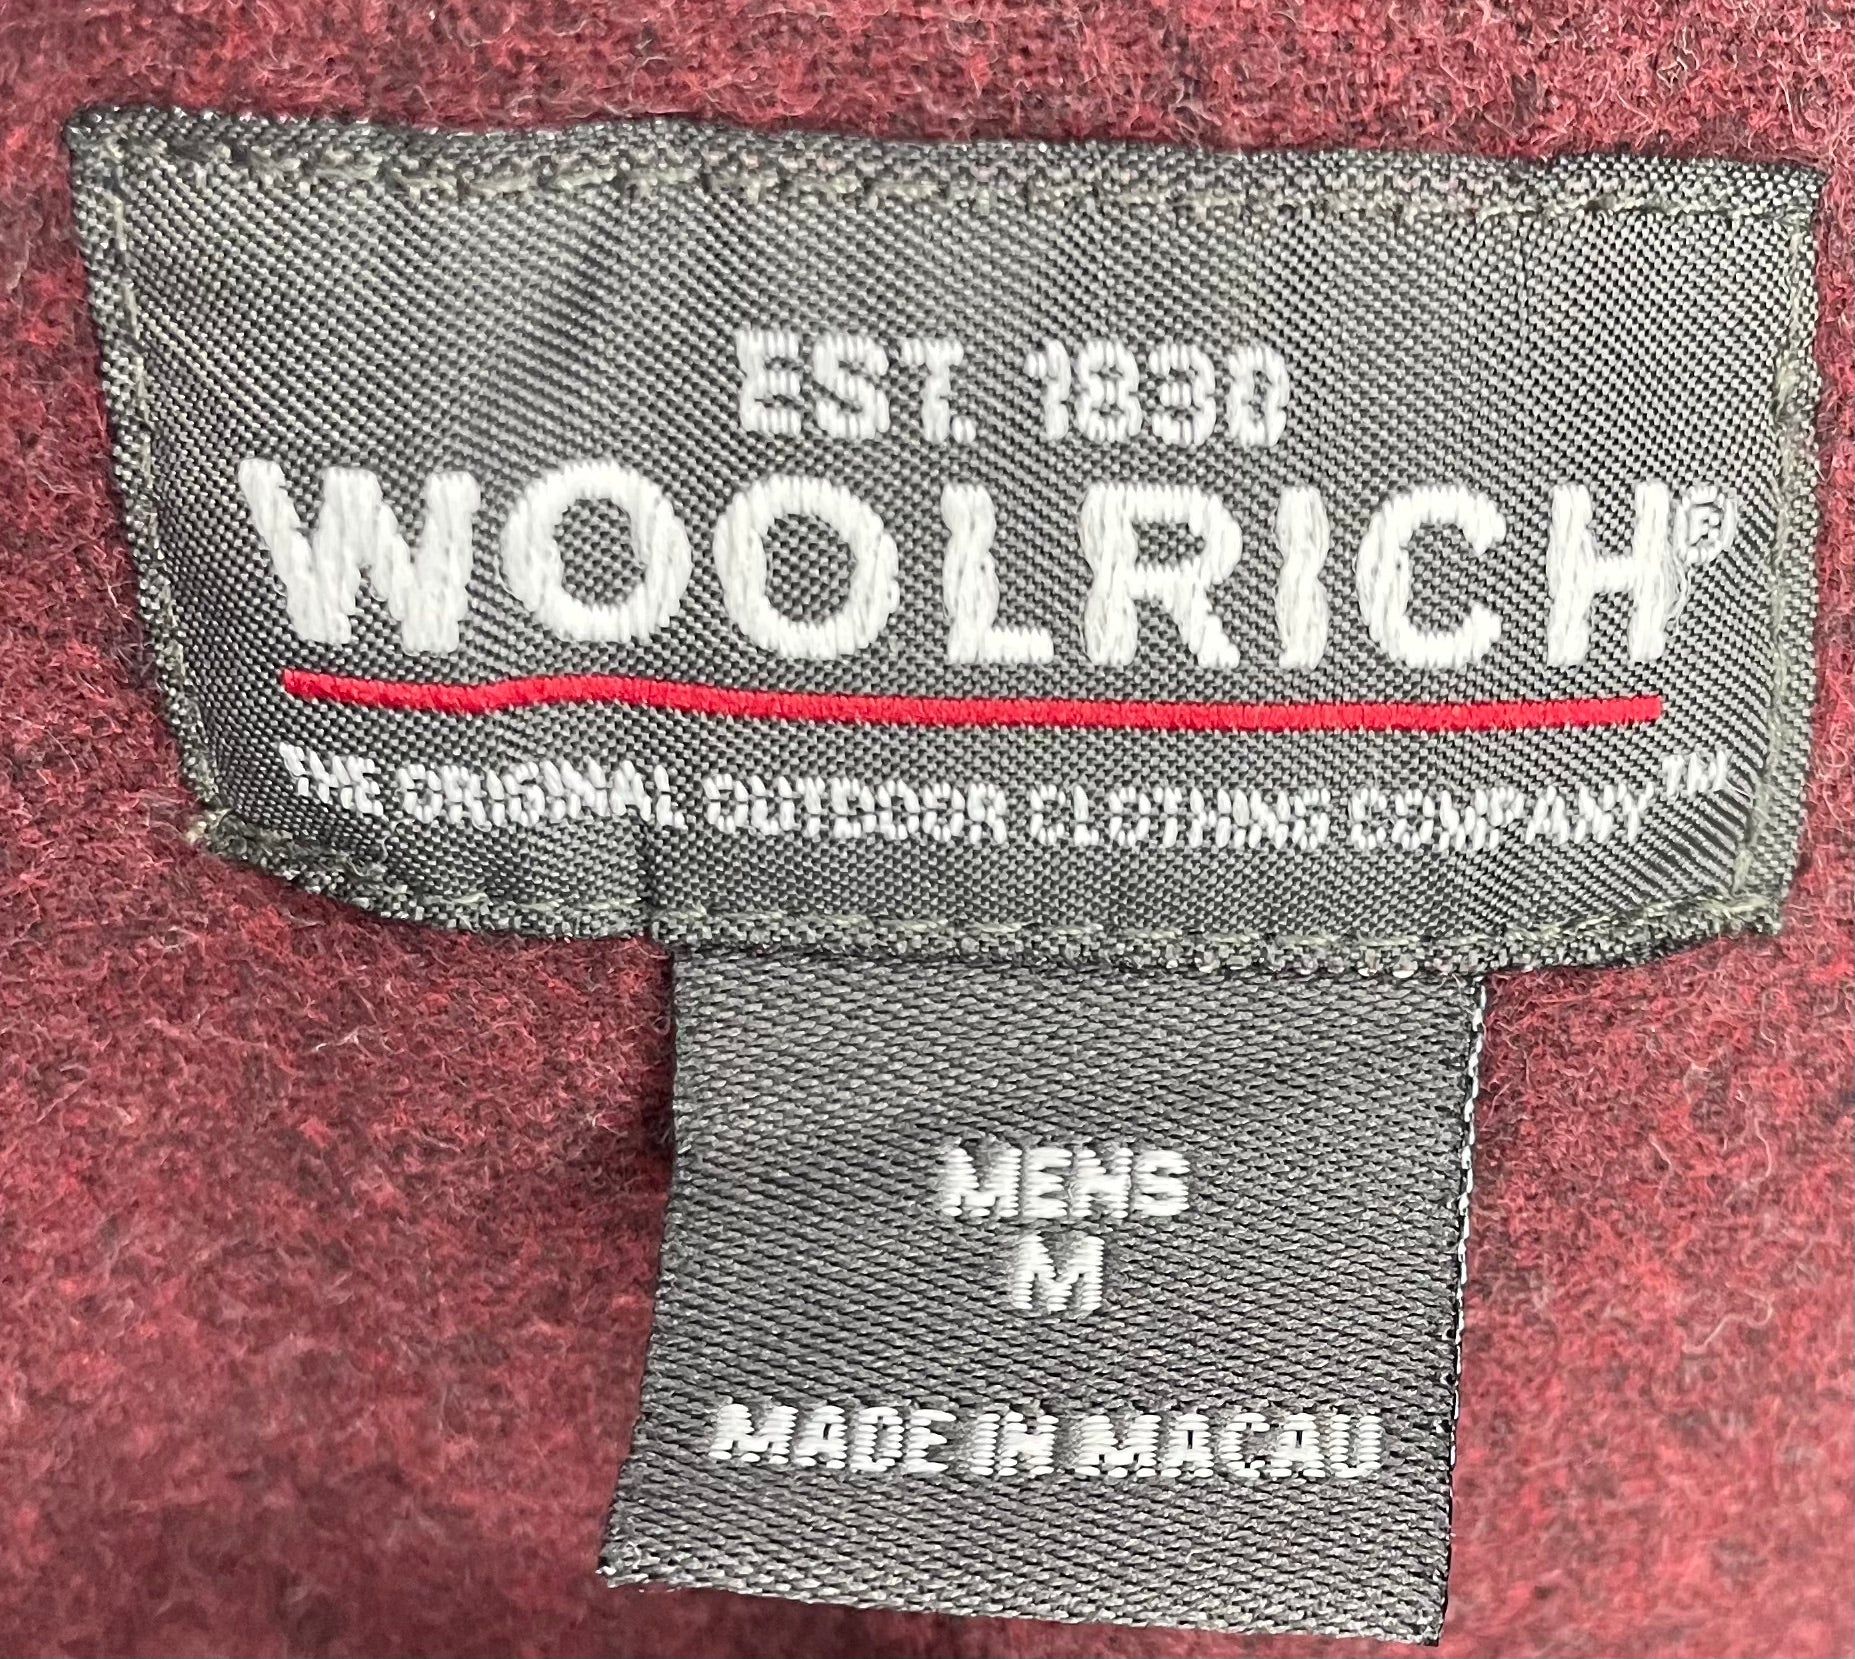 EST. 1830
WOOLRICH®
THE ORIGINAL OUTDOOR CLOTHING COMPANY™
MENS
M
MADE IN MACAU